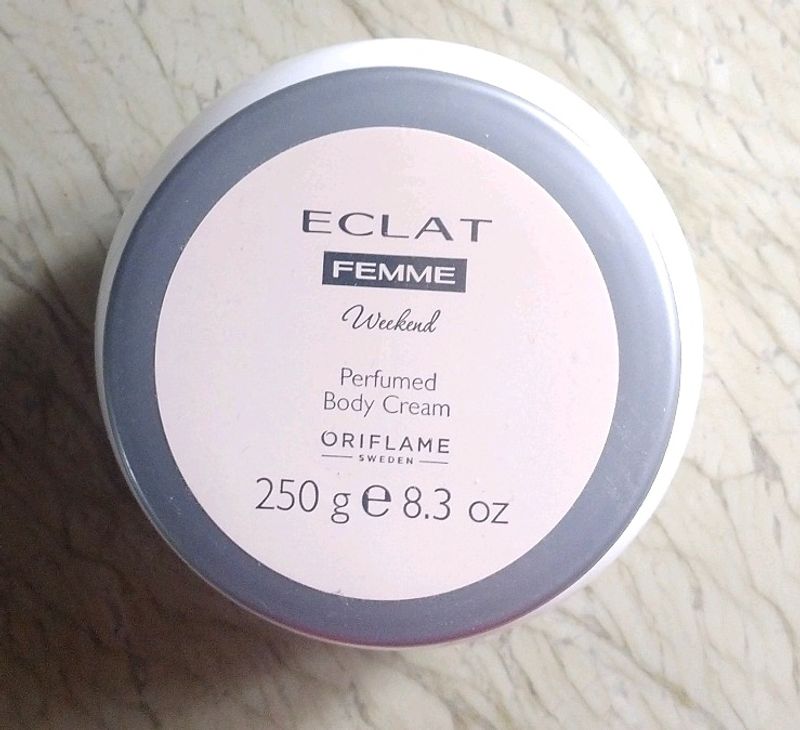 ECLAT
FEMME
Weekend
Perfumed
Body Cream
ORIFLAME
SWEDEN
250 g ℮ 8.3 oz